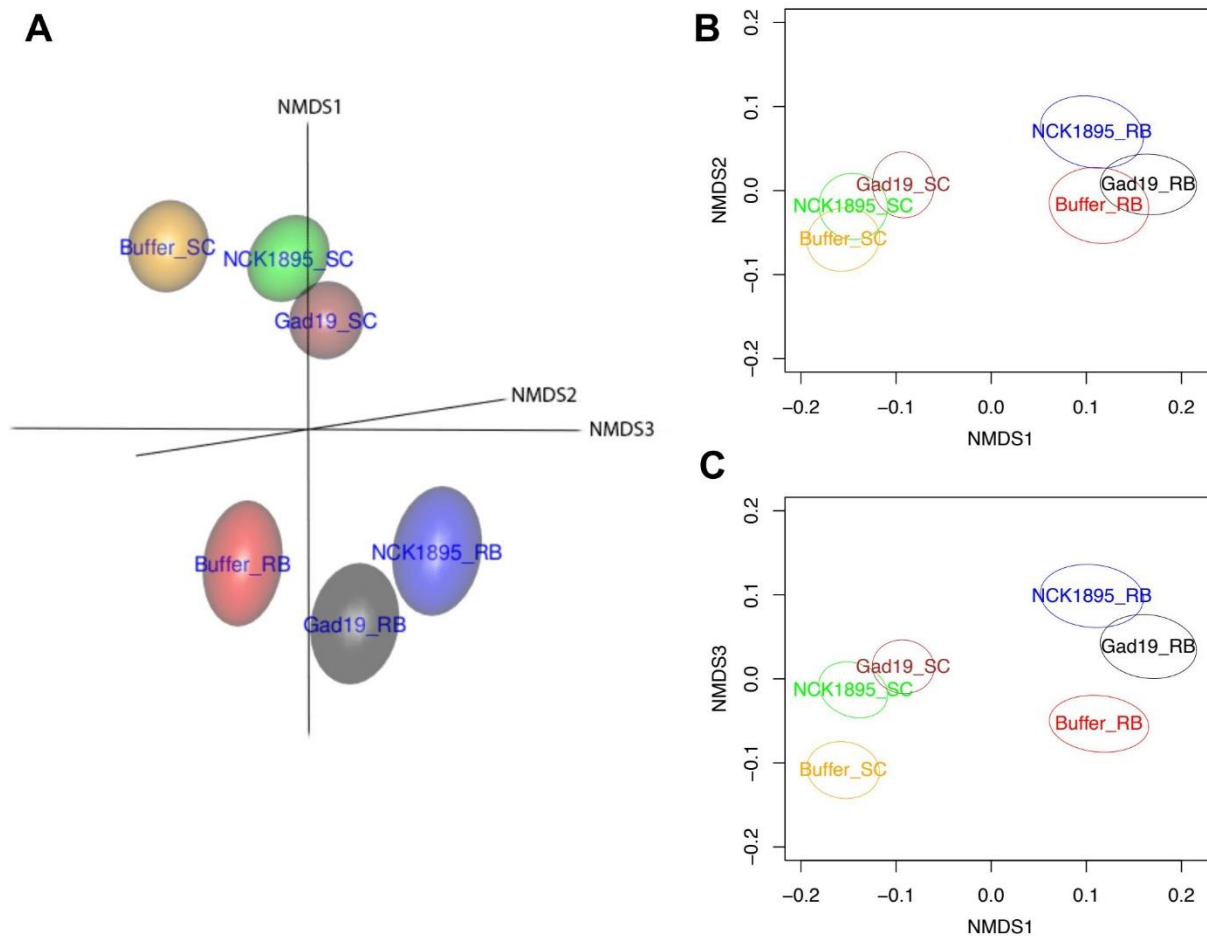 A
NMDS1
Buffer_SC
NCK1895_SC
Gad19_SC
NMDS2
NMDS3
Buffer_RB
NCK1895_RB
Gad19_RB
B
0.2
0.1
0.0
−0.1
−0.2
NMDS2
NCK1895_RB
Gad19_SC
Gad19_RB
NCK1895_SC
Buffer_RB
Buffer_SC
−0.2 −0.1 0.0 0.1 0.2
NMDS1
C
0.2
0.1
0.0
−0.1
−0.2
NMDS3
NCK1895_RB
Gad19_RB
Gad19_SC
NCK1895_SC
Buffer_RB
Buffer_SC
−0.2 −0.1 0.0 0.1 0.2
NMDS1